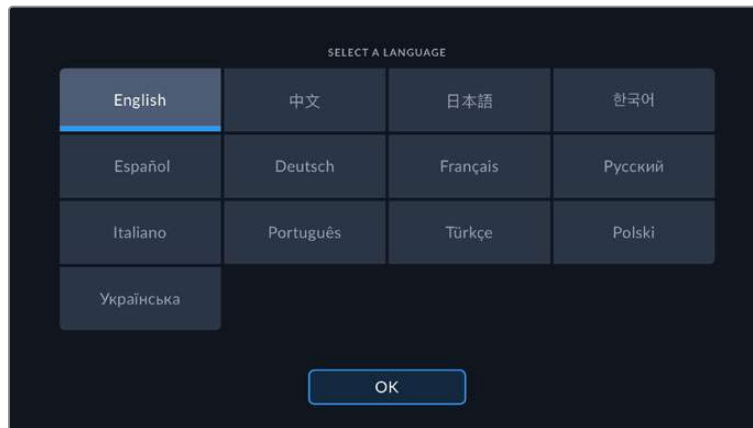 SELECT A LANGUAGE
English 中文 日本語 한국어
Español Deutsch Français Русский
Italiano Português Türkçe Polski
Українська
OK